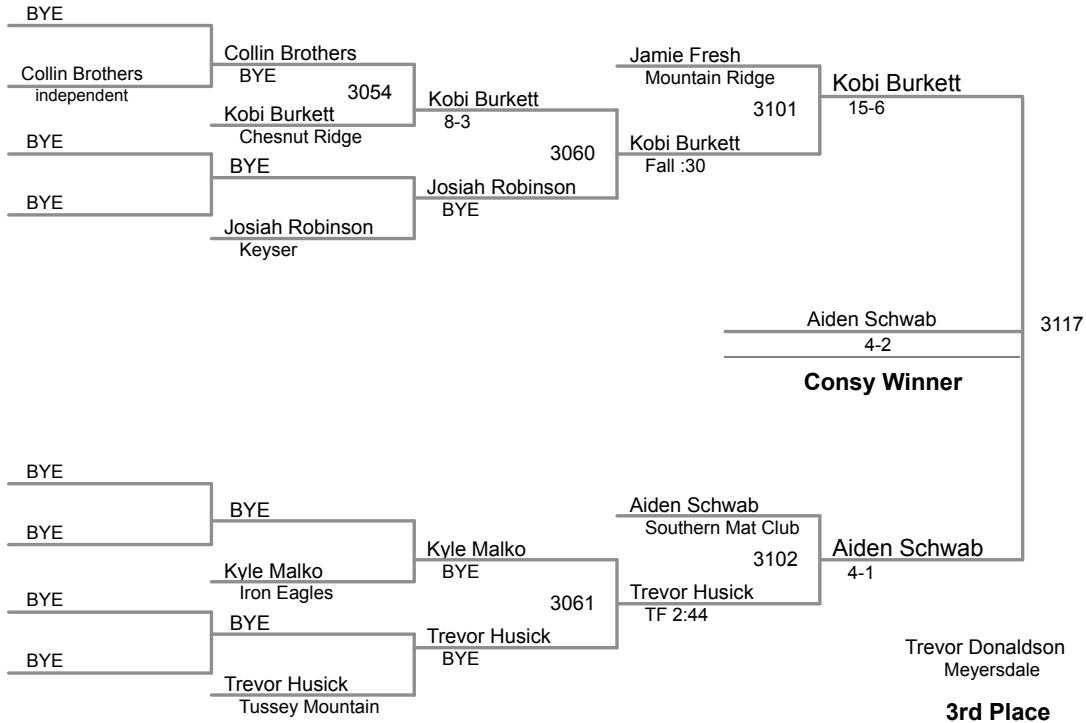 BYE
Collin Brothers
independent
BYE
BYE
Collin Brothers
BYE
3054
Kobi Burkett
Chesnut Ridge
BYE
Josiah Robinson
Keyser
Kobi Burkett
8-3
3060
Josiah Robinson
BYE
Jamie Fresh
Mountain Ridge
3101
Kobi Burkett
Fall :30
Kobi Burkett
15-6
Aiden Schwab
4-2
Consy Winner
3117
BYE
BYE
BYE
BYE
BYE
Kyle Malko
Iron Eagles
BYE
Trevor Husick
Tussey Mountain
Kyle Malko
BYE
3061
Trevor Husick
BYE
Aiden Schwab
Southern Mat Club
3102
Trevor Husick
TF 2:44
Aiden Schwab
4-1
Trevor Donaldson
Meyersdale
3rd Place